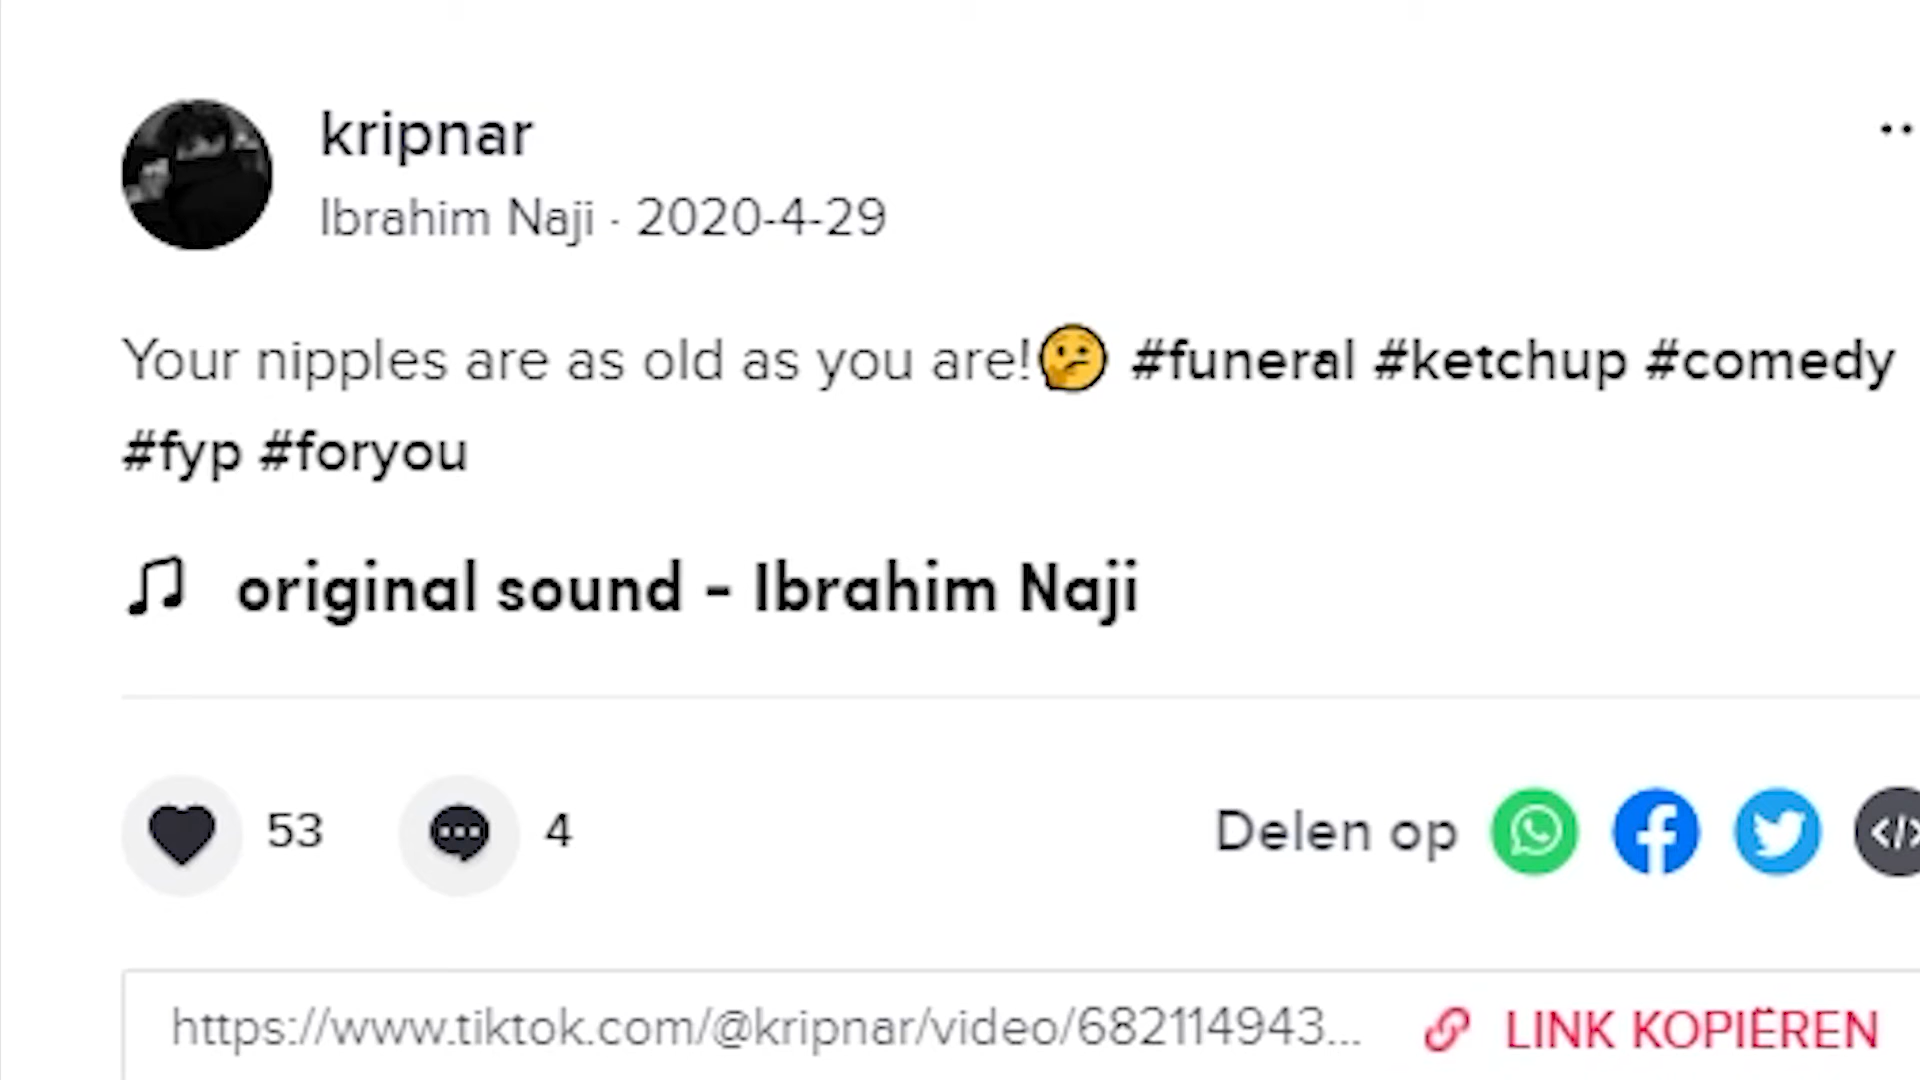 kripnar
Ibrahim Naji · 2020-4-29
Your nipples are as old as you are!🤔 #funeral #ketchup #comedy
#fyp #foryou
original sound - Ibrahim Naji
53 4 Delen op
https://www.tiktok.com/@kripnar/video/682114943... LINK KOPIËREN